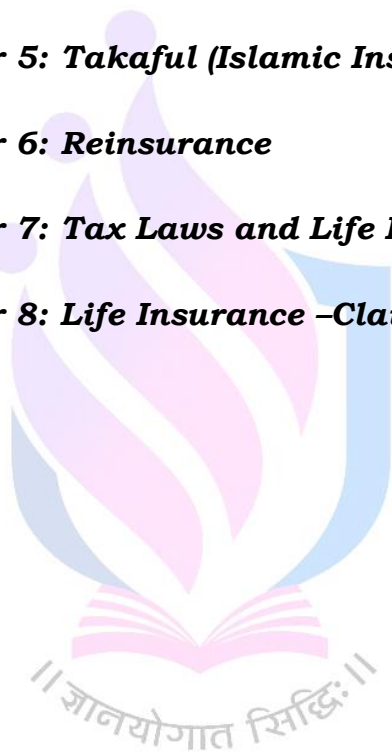 r 5: Takaful (Islamic Ins
r 6: Reinsurance
r 7: Tax Laws and Life I
r 8: Life Insurance –Cla
॥ ज्ञानयोगात सिद्धिः ॥